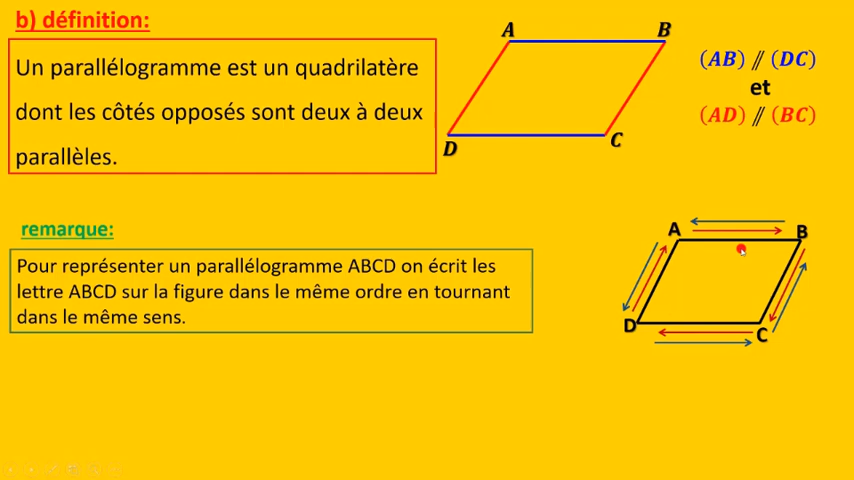 b) définition:
Un parallélogramme est un quadrilatère
dont les côtés opposés sont deux à deux
parallèles.
A B
D C
(AB) // (DC)
et
(AD) // (BC)
remarque:
Pour représenter un parallélogramme ABCD on écrit les
lettre ABCD sur la figure dans le même ordre en tournant
dans le même sens.
A B
D C